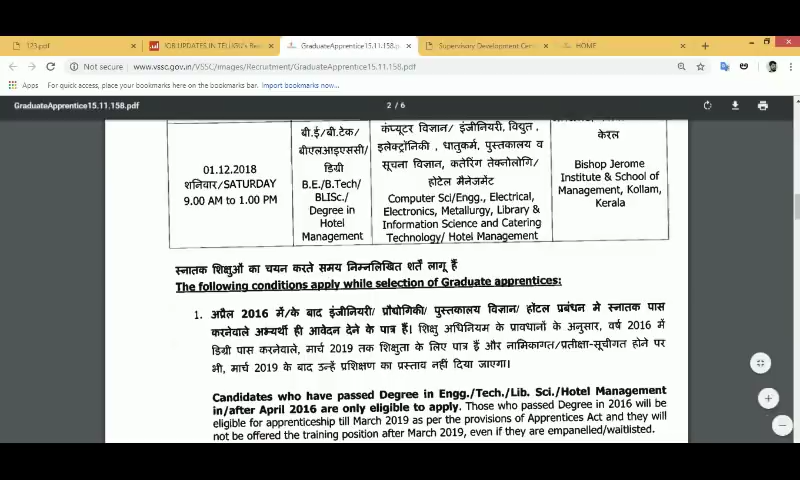 123.pdf
JOB UPDATES IN TELUGU's Res
GraduateApprentice15.11.158.pdf
Supervisory Development Cent
HOME
Not secure
www.vssc.gov.in/VSSC/images/Recruitment/GraduateApprentice15.11.158.pdf
Apps
For quick access, place your bookmarks here on the bookmarks bar.
Import bookmarks now...
GraduateApprentice15.11.158.pdf
2 / 6
01.12.2018
शनिवार/SATURDAY
9.00 AM to 1.00 PM
बी.ई/बी.टेक/
बीएलआइएससी/
डिग्री
B.E./B.Tech/
BLISc./
Degree in
Hotel
Management
कंप्यूटर विज्ञान/ इंजीनियरी, वियुत ,
इलेक्ट्रॉनिकी , धातुकर्म, पुस्तकालय व
सूचना विज्ञान, कतेरिंग तेक्नोलोगि/
होटेल मैनेजमेंट
Computer Sci/Engg., Electrical,
Electronics, Metallurgy, Library &
Information Science and Catering
Technology/ Hotel Management
केरल
Bishop Jerome
Institute & School of
Management, Kollam,
Kerala
स्नातक शिक्षुओं का चयन करते समय निम्नलिखित शर्तें लागू हैं
The following conditions apply while selection of Graduate apprentices:
1. अप्रैल 2016 में/के बाद इंजीनियरी/ प्रौद्योगिकी/ पुस्तकालय विज्ञान/ होंटल प्रबंधन मे स्नातक पास
करनेवाले अभ्यर्थी ही आवेदन देने के पात्र हैं। शिक्षु अधिनियम के प्रावधानों के अनुसार, वर्ष 2016 में
डिग्री पास करनेवाले, मार्च 2019 तक शिक्षुता के लिए पात्र हैं और नामिकागत/प्रतीक्षा-सूचीगत होने पर
भी, मार्च 2019 के बाद उन्हें प्रशिक्षण का प्रस्ताव नहीं दिया जाएगा।
Candidates who have passed Degree in Engg./Tech./Lib. Sci./Hotel Management
in/after April 2016 are only eligible to apply. Those who passed Degree in 2016 will be
eligible for apprenticeship till March 2019 as per the provisions of Apprentices Act and they will
not be offered the training position after March 2019, even if they are empanelled/waitlisted.